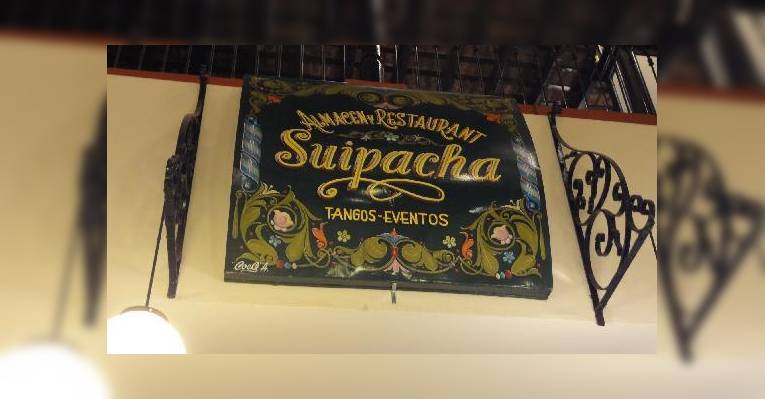 ALMACEN Y RESTAURANT
Suipacha
TANGOS-EVENTOS